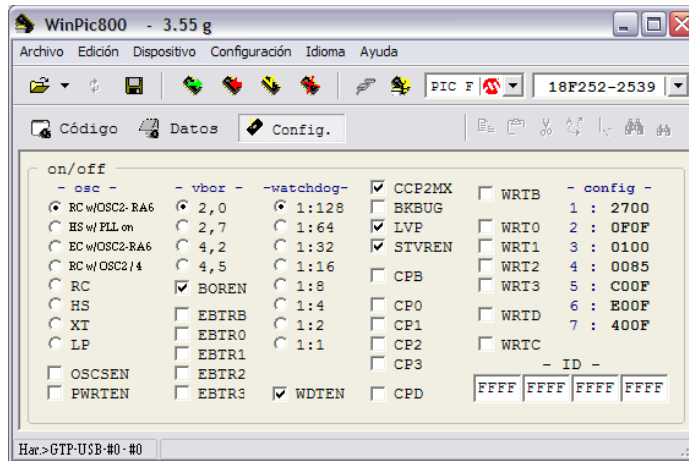 WinPic800 - 3.55 g
Archivo Edición Dispositivo Configuración Idioma Ayuda
PIC F 18F252-2539
Código Datos Config.
on/off
- osc - - vbor - -watchdog- CCP2MX WRTB - config -
RC w/OSC2- RA6 2,0 1:128 BKBUG 1 : 2700
HS w/ PLL on 2,7 1:64 LVP WRT0 2 : 0F0F
EC w/OSC2-RA6 4,2 1:32 STVREN WRT1 3 : 0100
RC w/ OSC2 / 4 4,5 1:16 CPB WRT2 4 : 0085
RC BOREN 1:8 WRT3 5 : C00F
HS EBTRB 1:4 CP0 WRTD 6 : E00F
XT EBTR0 1:2 CP1 7 : 400F
LP EBTR1 1:1 CP2 WRTC
OSCSEN EBTR2 CP3 - ID -
PWRTEN EBTR3 WDTEN CPD FFFF FFFF FFFF FFFF
Har.>GTP-USB-#0-#0